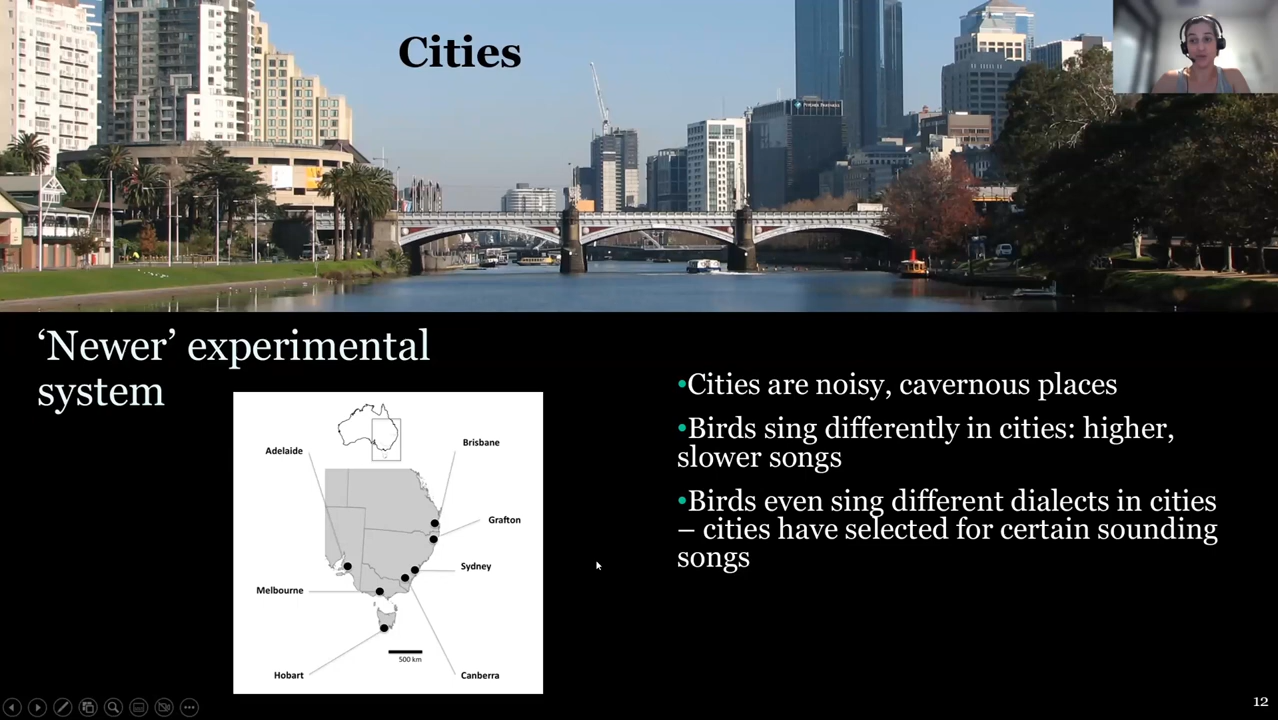 Cities
‘Newer’ experimental
system
Adelaide
Brisbane
Grafton
Sydney
Melbourne
500 km
Hobart
Canberra
•Cities are noisy, cavernous places
•Birds sing differently in cities: higher,
slower songs
•Birds even sing different dialects in cities
– cities have selected for certain sounding
songs
12